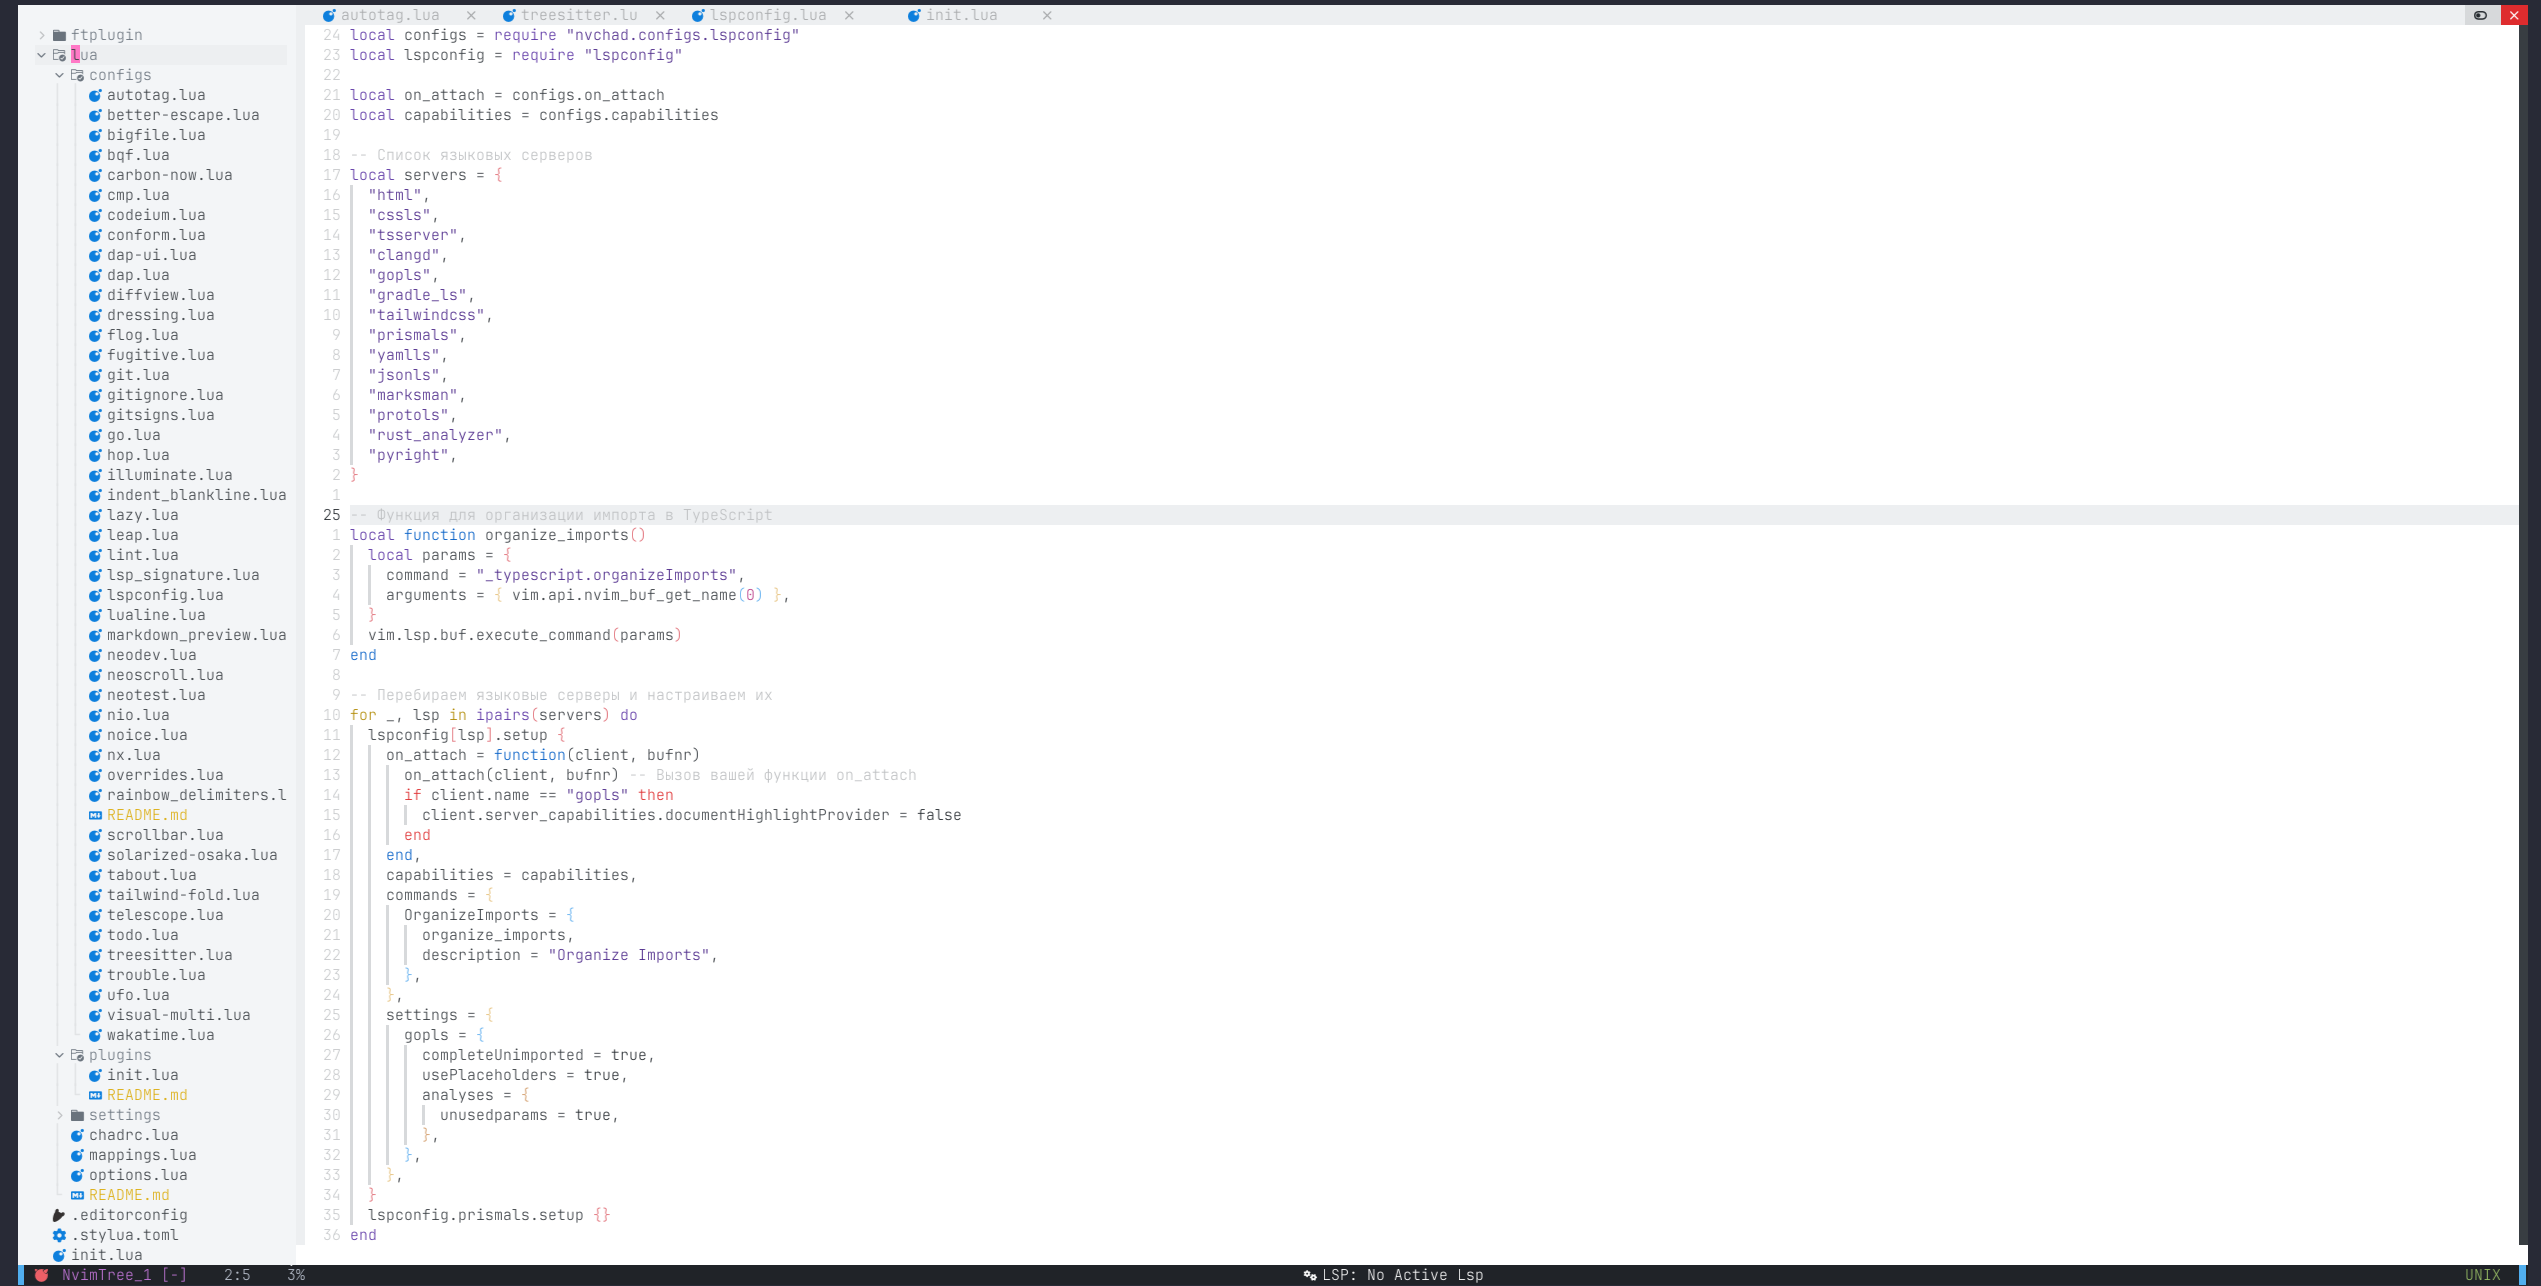 autotag.lua × treesitter.lu × lspconfig.lua × init.lua ×
ftplugin
lua
configs
autotag.lua
better-escape.lua
bigfile.lua
bqf.lua
carbon-now.lua
cmp.lua
codeium.lua
conform.lua
dap-ui.lua
dap.lua
diffview.lua
dressing.lua
flog.lua
fugitive.lua
git.lua
gitignore.lua
gitsigns.lua
go.lua
hop.lua
illuminate.lua
indent_blankline.lua
lazy.lua
leap.lua
lint.lua
lsp_signature.lua
lspconfig.lua
lualine.lua
markdown_preview.lua
neodev.lua
neoscroll.lua
neotest.lua
nio.lua
noice.lua
nx.lua
overrides.lua
rainbow_delimiters.l
README.md
scrollbar.lua
solarized-osaka.lua
tabout.lua
tailwind-fold.lua
telescope.lua
todo.lua
treesitter.lua
trouble.lua
ufo.lua
visual-multi.lua
wakatime.lua
plugins
init.lua
README.md
settings
chadrc.lua
mappings.lua
options.lua
README.md
.editorconfig
.stylua.toml
init.lua
24 local configs = require "nvchad.configs.lspconfig"
23 local lspconfig = require "lspconfig"
22
21 local on_attach = configs.on_attach
20 local capabilities = configs.capabilities
19
18 -- Список языковых серверов
17 local servers = {
16   "html",
15   "cssls",
14   "tsserver",
13   "clangd",
12   "gopls",
11   "gradle_ls",
10   "tailwindcss",
9   "prismals",
8   "yamlls",
7   "jsonls",
6   "marksman",
5   "protols",
4   "rust_analyzer",
3   "pyright",
2 }
1
25 -- Функция для организации импорта в TypeScript
1 local function organize_imports()
2   local params = {
3     command = "_typescript.organizeImports",
4     arguments = { vim.api.nvim_buf_get_name(0) },
5   }
6   vim.lsp.buf.execute_command(params)
7 end
8
9 -- Перебираем языковые серверы и настраиваем их
10 for _, lsp in ipairs(servers) do
11   lspconfig[lsp].setup {
12     on_attach = function(client, bufnr)
13       on_attach(client, bufnr) -- Вызов вашей функции on_attach
14       if client.name == "gopls" then
15         client.server_capabilities.documentHighlightProvider = false
16       end
17     end,
18     capabilities = capabilities,
19     commands = {
20       OrganizeImports = {
21         organize_imports,
22         description = "Organize Imports",
23       },
24     },
25     settings = {
26       gopls = {
27         completeUnimported = true,
28         usePlaceholders = true,
29         analyses = {
30           unusedparams = true,
31         },
32       },
33     },
34   }
35   lspconfig.prismals.setup {}
36 end
NvimTree_1 [-] 2:5 3% LSP: No Active Lsp UNIX